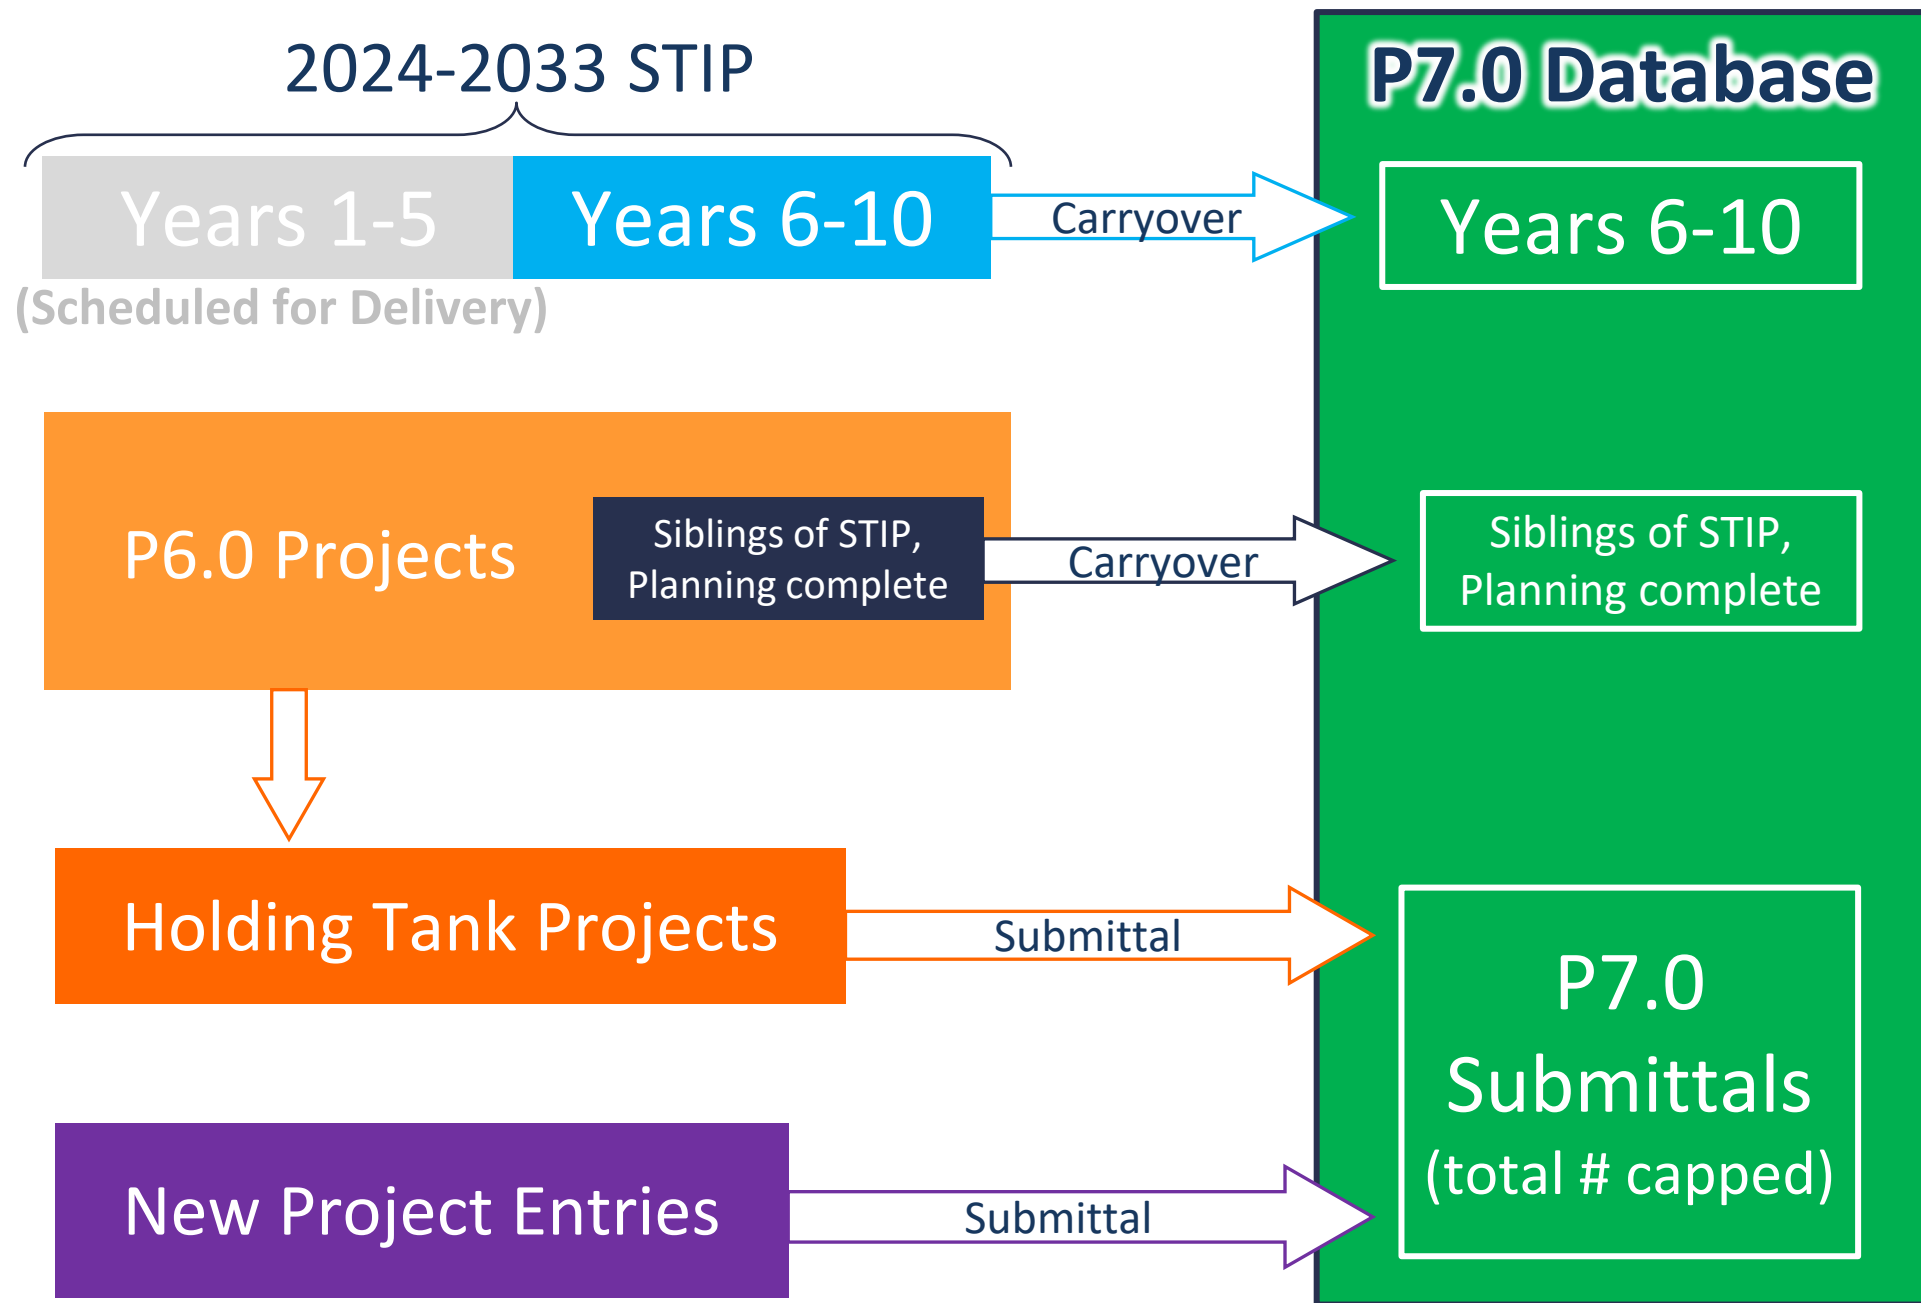 2024-2033 STIP
P7.0 Database
Years 1-5
Years 6-10
Carryover
Years 6-10
(Scheduled for Delivery)
P6.0 Projects
Siblings of STIP,
Planning complete
Carryover
Siblings of STIP,
Planning complete
Holding Tank Projects
Submittal
P7.0
Submittals
(total # capped)
New Project Entries
Submittal